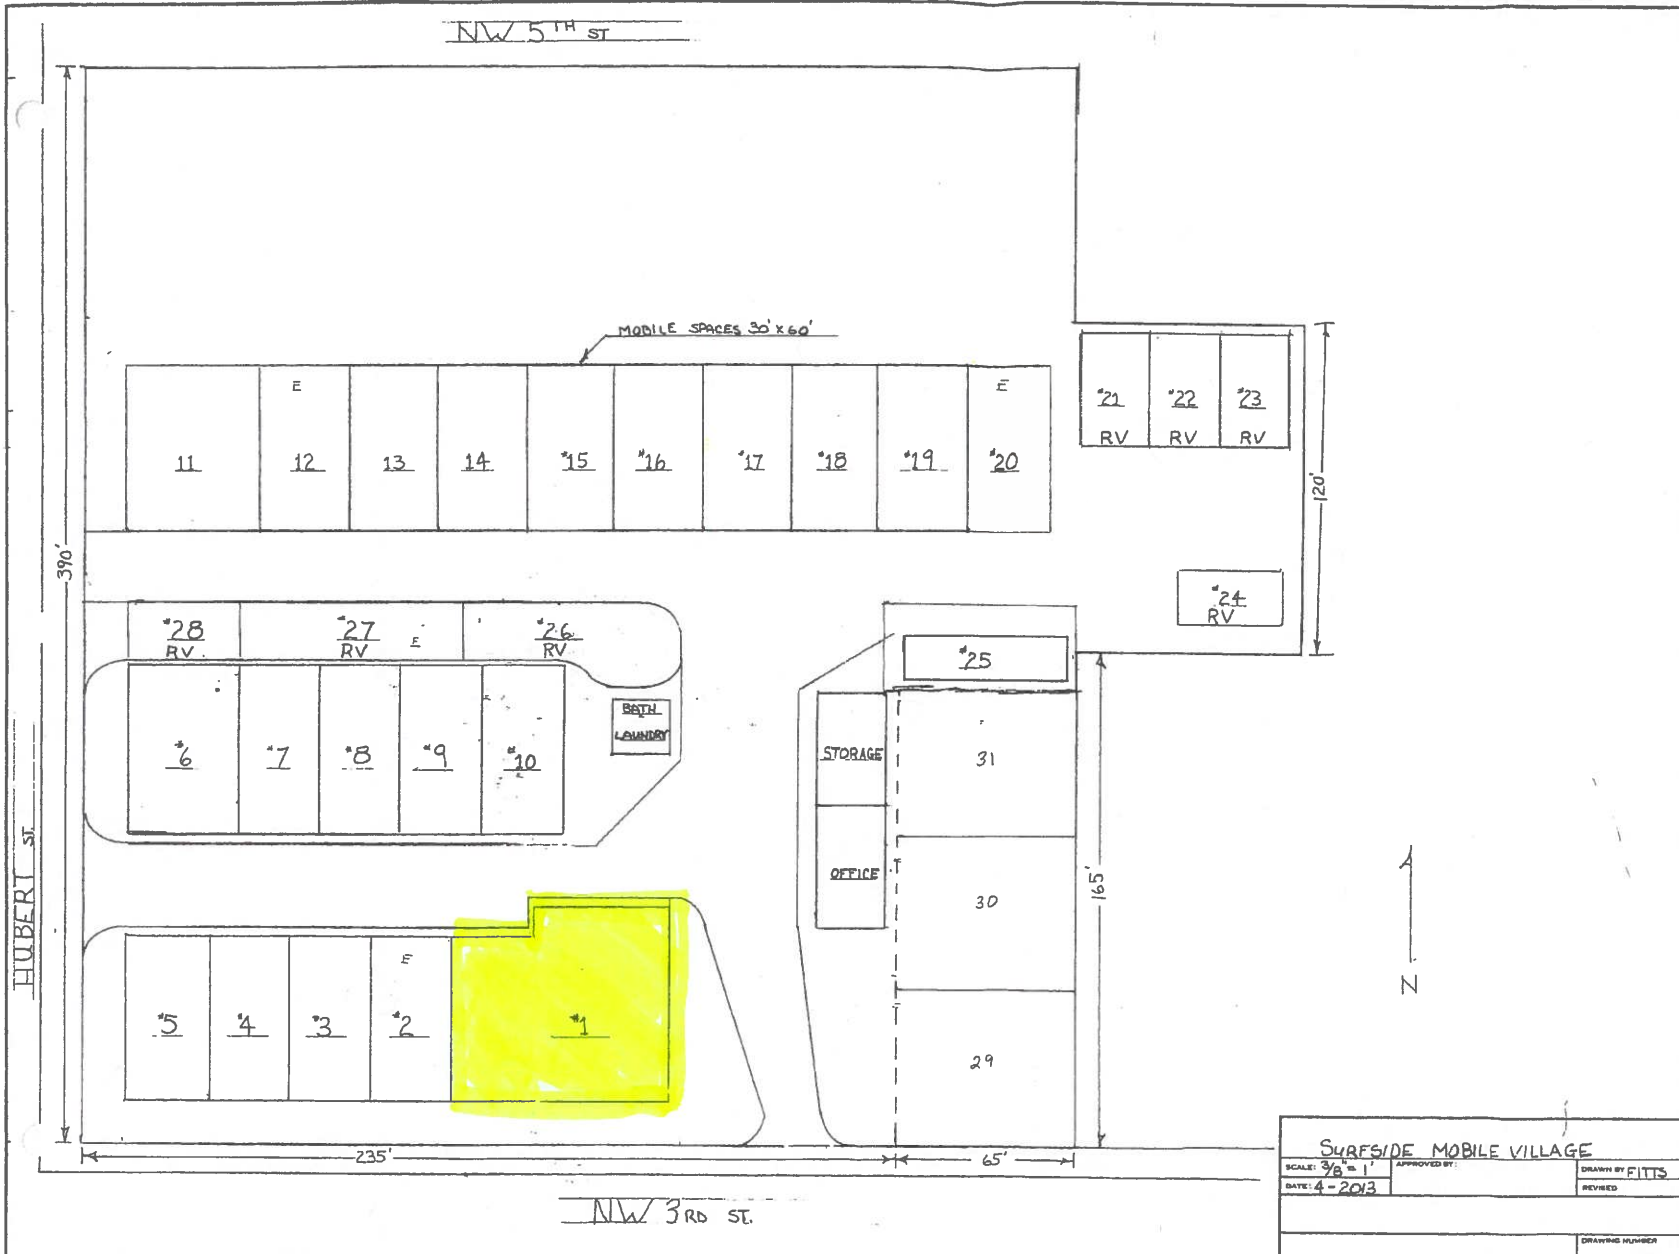 NW 5TH ST
MOBILE SPACES 30' x 60'
E
E
#21
#22
#23
RV
RV
RV
11
12
13
14
#15
#16
#17
#18
#19
#20
120'
390'
#24
RV
#28
RV.
#27
RV
E
#26
RV
#25
BATH
LAUNDRY
#6
#7
#8
#9
#10
STORAGE
31
OFFICE
30
165'
HUBERT ST.
N
E
#5
#4
#3
#2
#1
29
235'
65'
NW 3RD ST.
SURFSIDE MOBILE VILLAGE
SCALE: 3/8" = 1'
APPROVED BY:
DRAWN BY FITTS
DATE: 4-2013
REVISED
DRAWING NUMBER